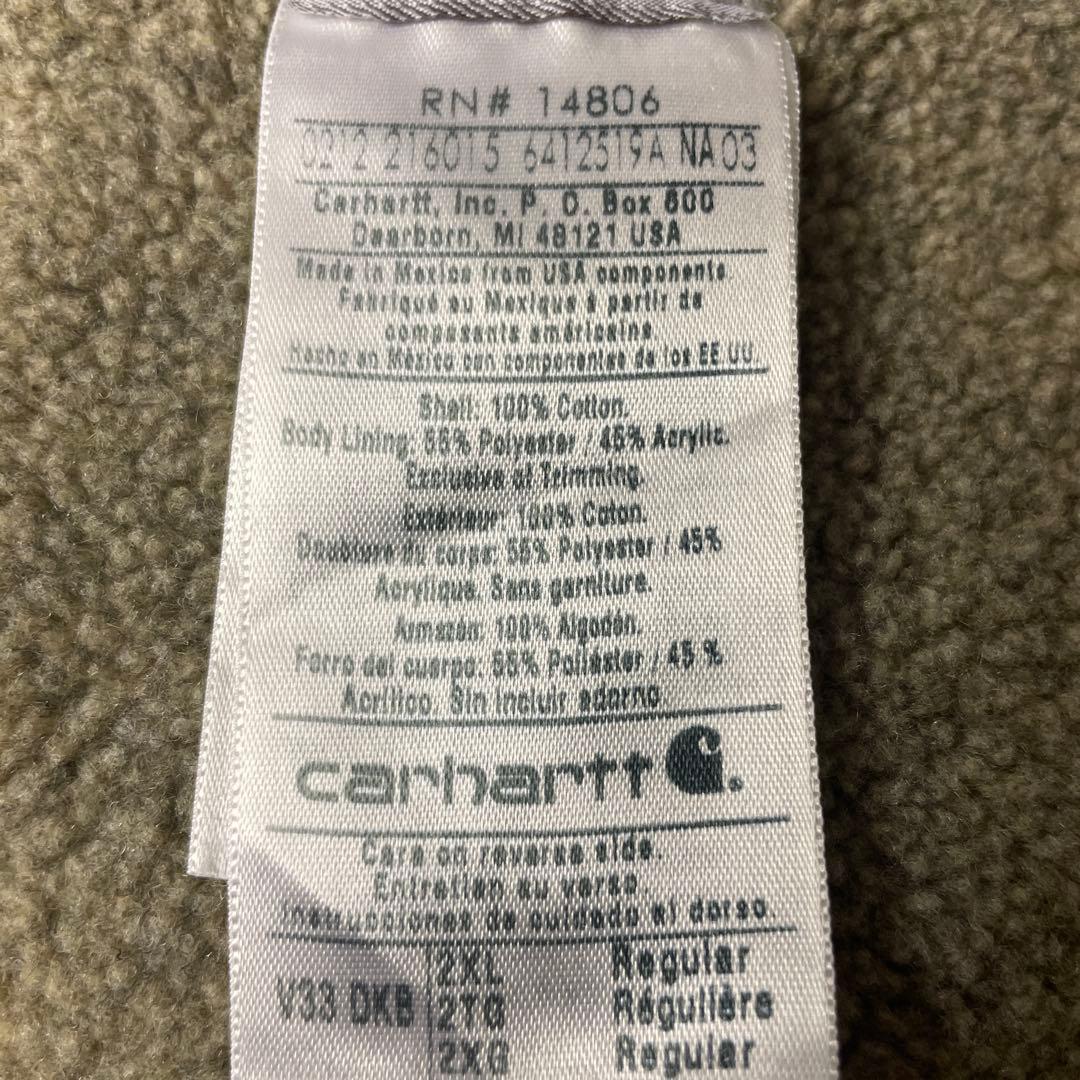 RN# 14806
0212 216015 6412519A NA 03
Carhartt, Inc. P. O. Box 600
Dearborn, MI 48121 USA
Made in Mexico from USA components
Fabriqué au Mexique à partir de
composants américains
Hecho en Mexico con componentes de los EE UU.
Shell: 100% Cotton.
Body Lining: 55% Polyester / 45% Acrylic.
Exclusive of Trimming.
Extérieur: 100% Coton.
Doublure du corps: 55% Polyester / 45%
Acrylique. Sans garniture.
Armazón: 100% Algodón.
Forro del cuerpo: 55% Poliéster / 45 %
Acrílico. Sin incluir adorno
carhartt
Care on reverse side.
Entretien au verso.
Instrucciones de cuidado al dorso.
V33 DKB
2XL Regular
2TG Régulière
2XG Regular